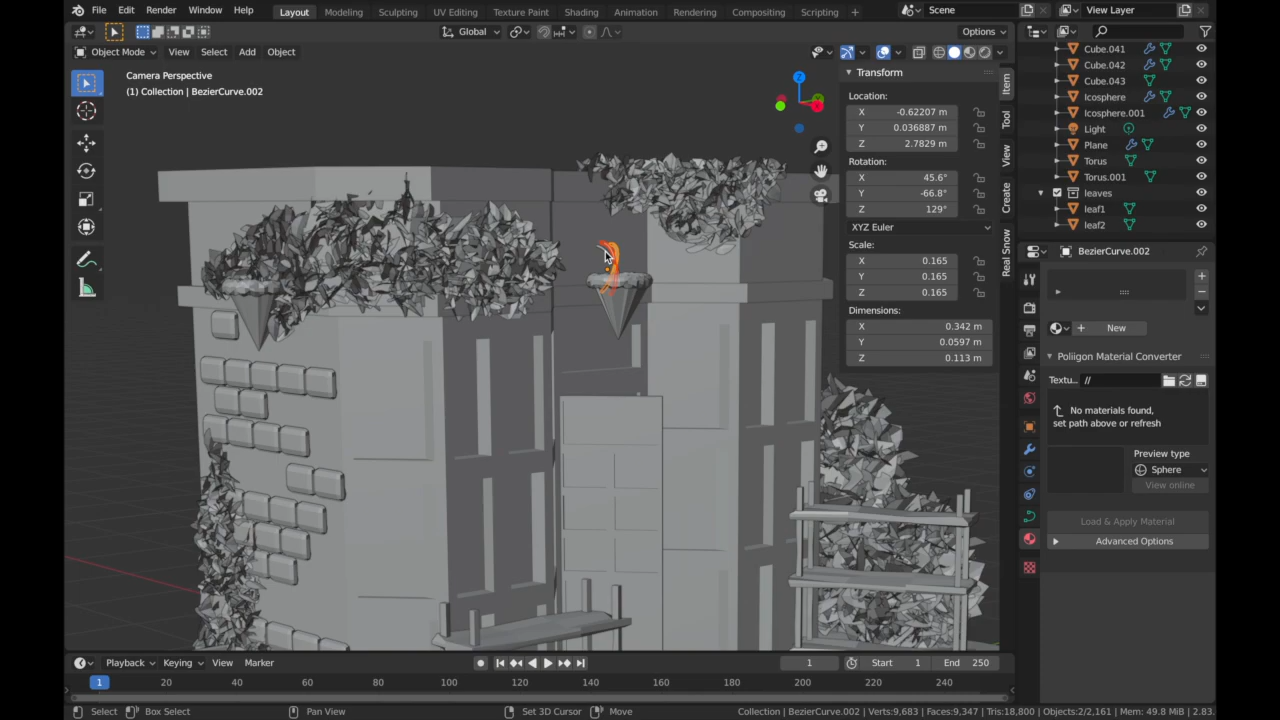 File Edit Render Window Help Layout Modeling Sculpting UV Editing Texture Paint Shading Animation Rendering Compositing Scripting + Scene View Layer
Global Options
Object Mode View Select Add Object
Camera Perspective
(1) Collection | BezierCurve.002
Transform
Location:
X -0.62207 m
Y 0.036887 m
Z 2.7829 m
Rotation:
X 45.6°
Y -66.8°
Z 129°
XYZ Euler
Scale:
X 0.165
Y 0.165
Z 0.165
Dimensions:
X 0.342 m
Y 0.0597 m
Z 0.113 m
Item
Tool
View
Create
Real Snow
Z
Cube.041
Cube.042
Cube.043
Icosphere
Icosphere.001
Light
Plane
Torus
Torus.001
leaves
leaf1
leaf2
BezierCurve.002
+ New
Poliigon Material Converter
Textu... //
No materials found,
set path above or refresh
Preview type
Sphere
View online
Load & Apply Material
Advanced Options
Playback Keying View Marker 1 Start 1 End 250
1 20 40 60 80 100 120 140 160 180 200 220 240
Select Box Select Pan View Set 3D Cursor Move Collection | BezierCurve.002 | Verts:9,683 | Faces:9,347 | Tris:18,800 | Objects:2/2,161 | Mem: 49.8 MiB | 2.83.